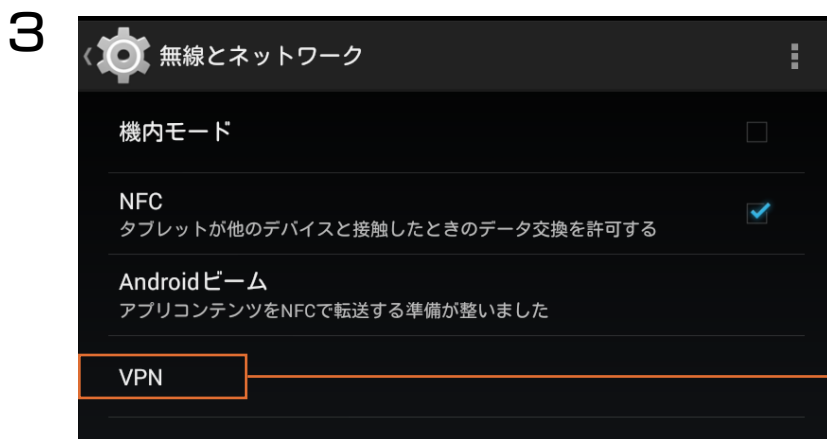 3
無線とネットワーク
機内モード
NFC
タブレットが他のデバイスと接触したときのデータ交換を許可する
Androidビーム
アプリコンテンツをNFCで転送する準備が整いました
VPN